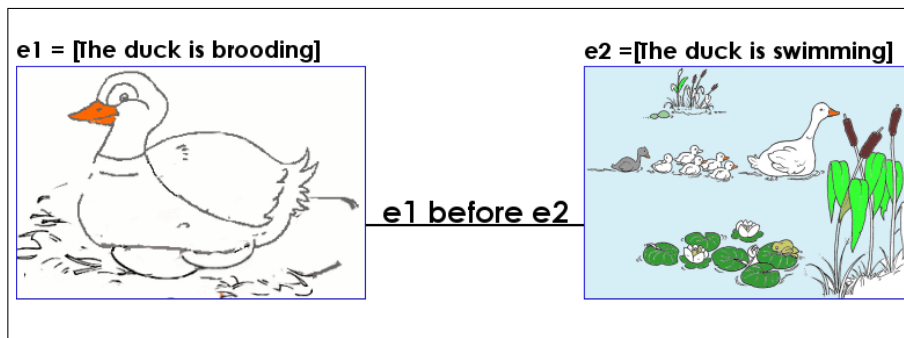 e1 = [The duck is brooding]
e2 =[The duck is swimming]
e1 before e2